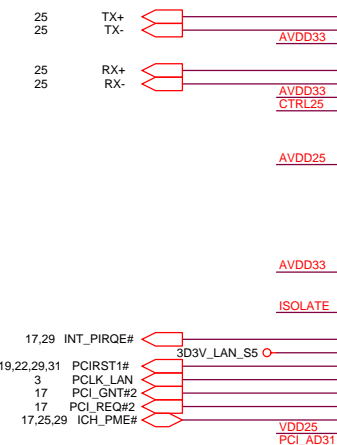 25 TX+
25 TX-
AVDD33
25 RX+
25 RX-
AVDD33
CTRL25
AVDD25
AVDD33
ISOLATE
17,29 INT_PIRQE#
3D3V_LAN_S5
19,22,29,31 PCIRST1#
3 PCLK_LAN
17 PCI_GNT#2
17 PCI_REQ#2
17,25,29 ICH_PME#
VDD25
PCI_AD31